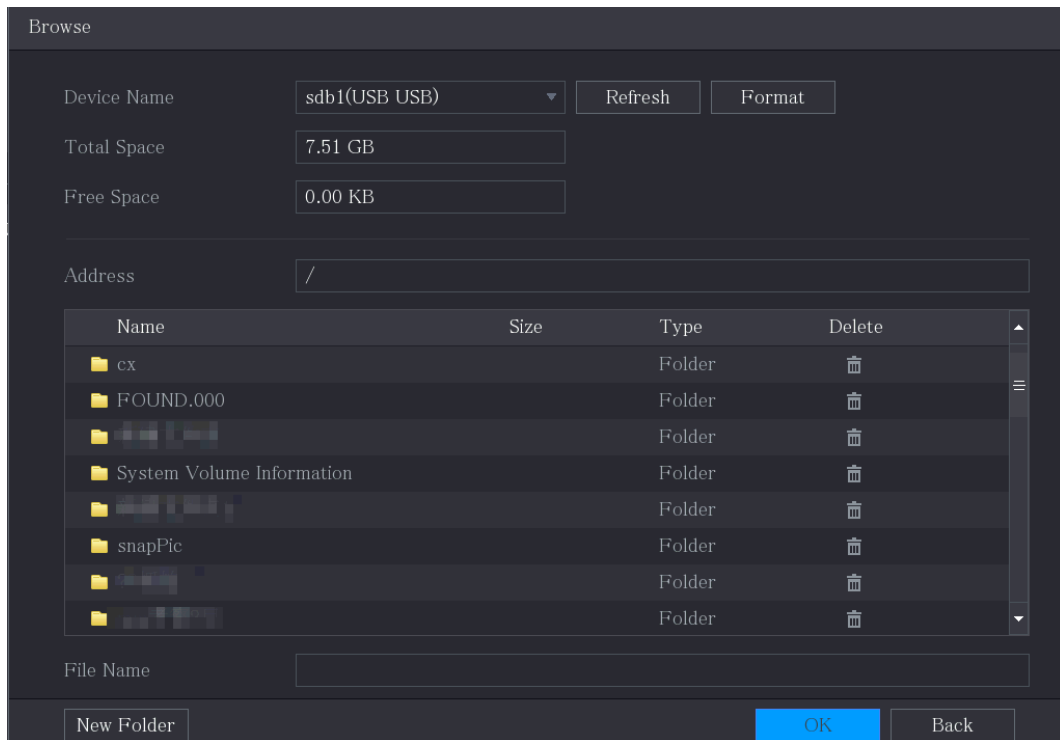 Browse
Device Name sdb1(USB USB) Refresh Format
Total Space 7.51 GB
Free Space 0.00 KB
Address /
Name Size Type Delete
cx Folder
FOUND.000 Folder
Folder
System Volume Information Folder
Folder
snapPic Folder
Folder
Folder
File Name
New Folder OK Back